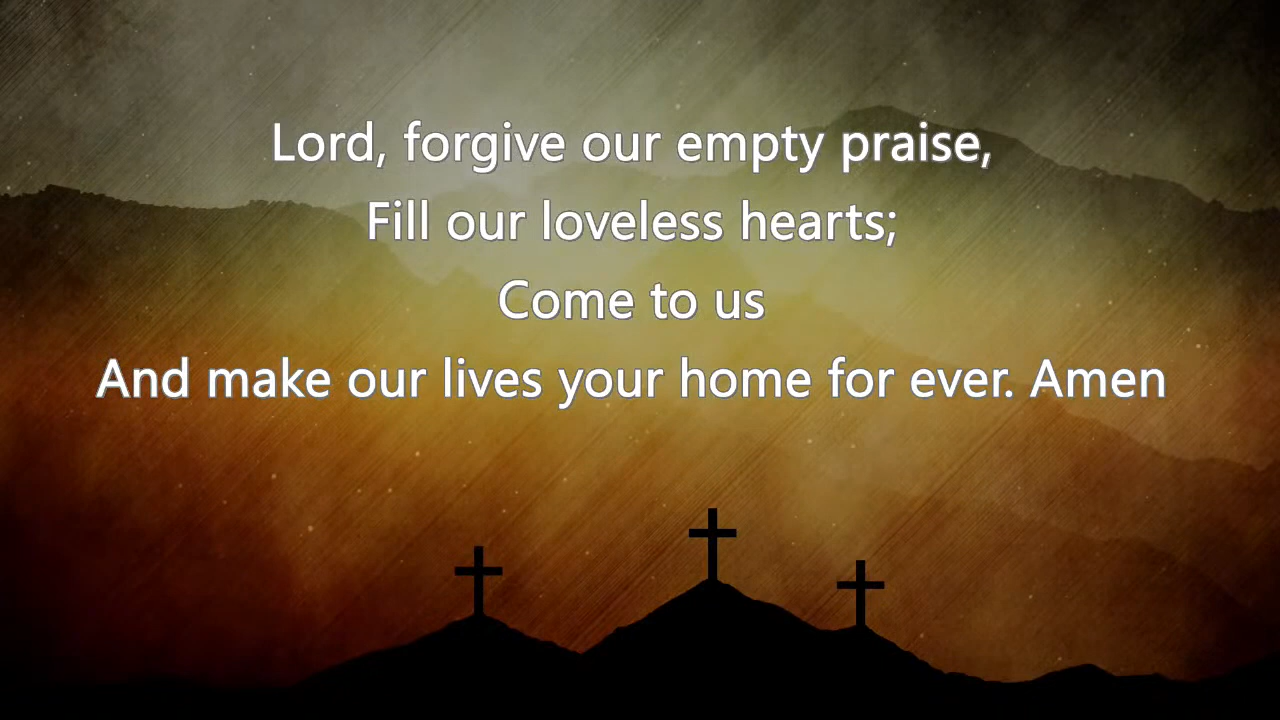 Lord, forgive our empty praise,
Fill our loveless hearts;
Come to us
And make our lives your home for ever. Amen